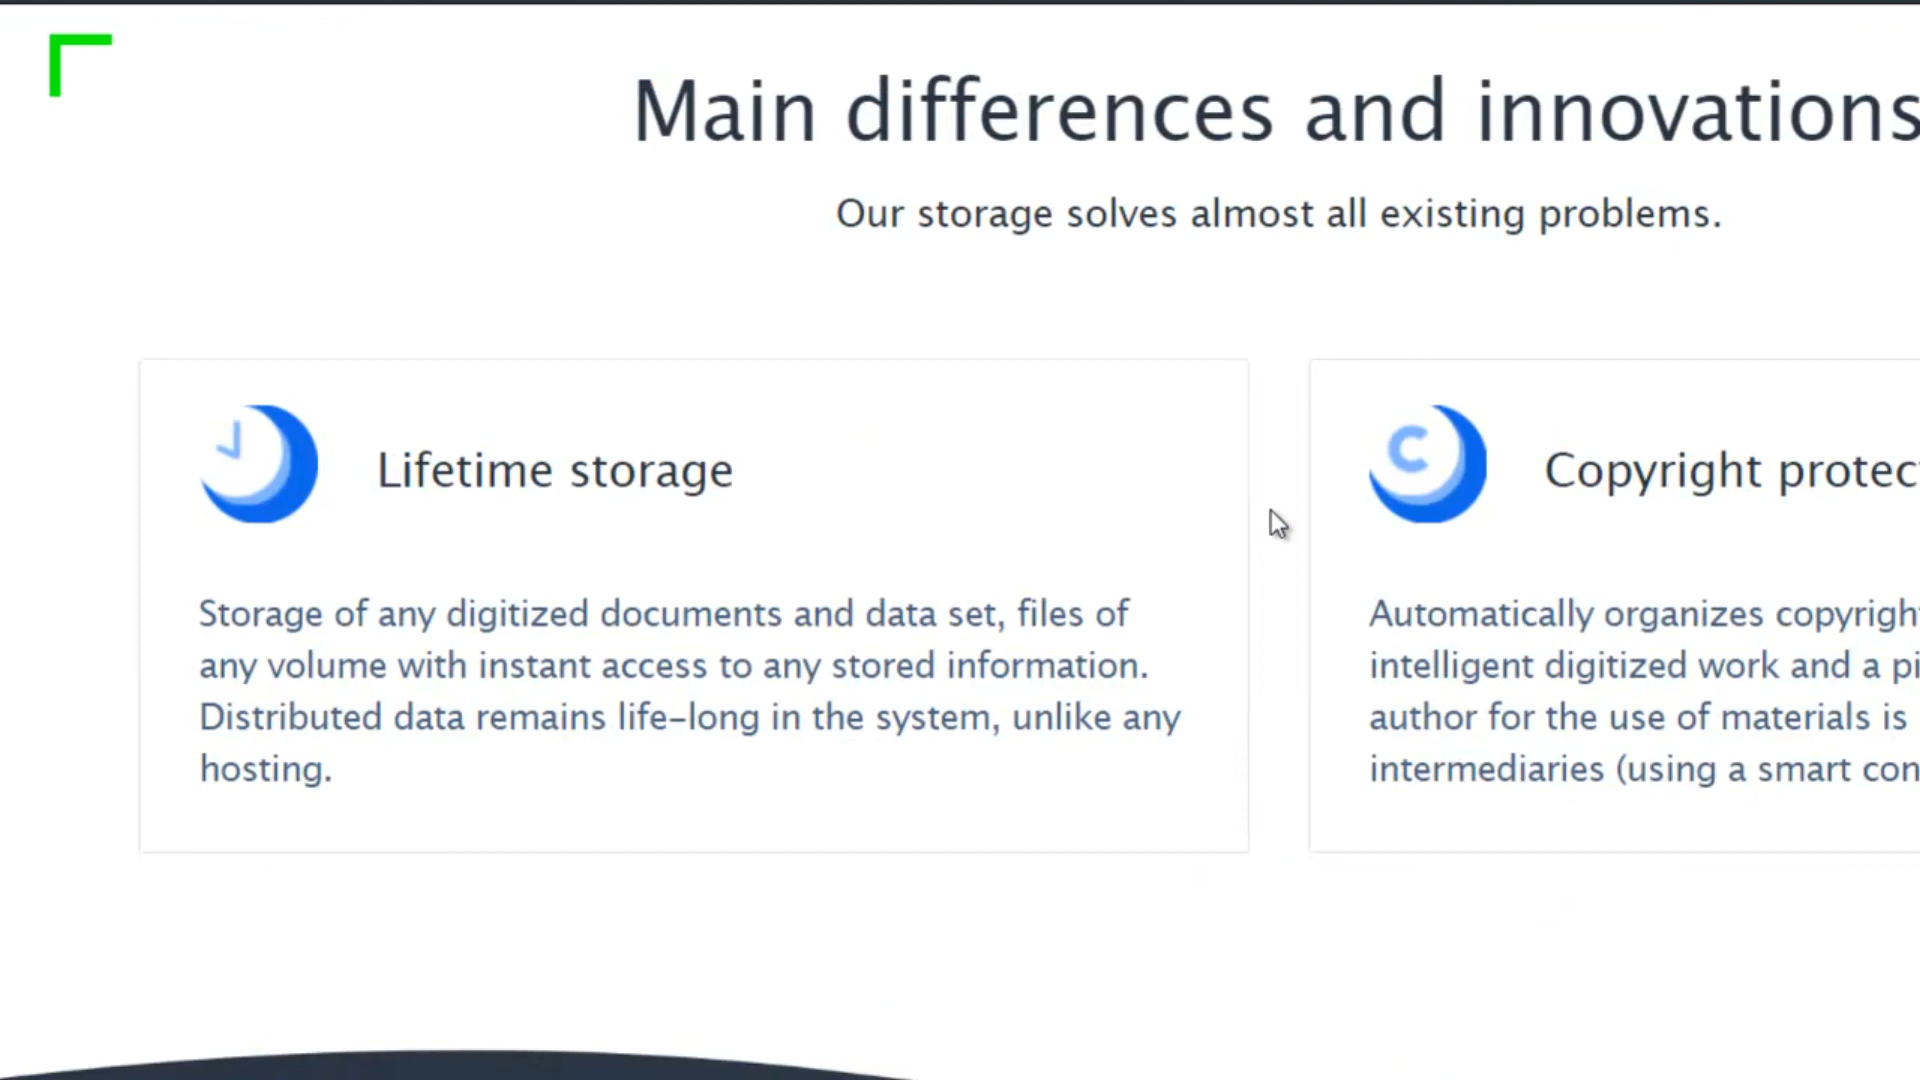 Main differences and innovations
Our storage solves almost all existing problems.
Lifetime storage
Storage of any digitized documents and data set, files of
any volume with instant access to any stored information.
Distributed data remains life–long in the system, unlike any
hosting.
C
Copyright protec
Automatically organizes copyrigh
intelligent digitized work and a pi
author for the use of materials is
intermediaries (using a smart con